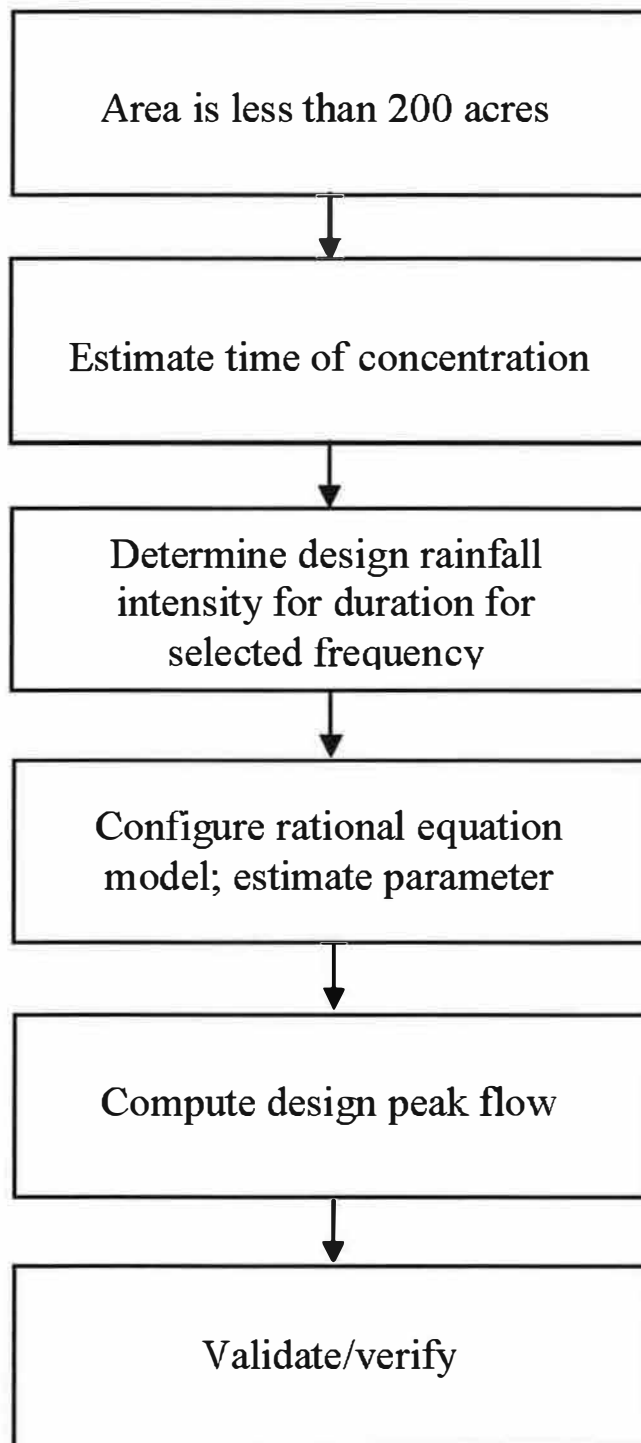 Area is less than 200 acres
Estimate time of concentration
Determine design rainfall
intensity for duration for
selected frequency
Configure rational equation
model; estimate parameter
Compute design peak flow
Validate/verify